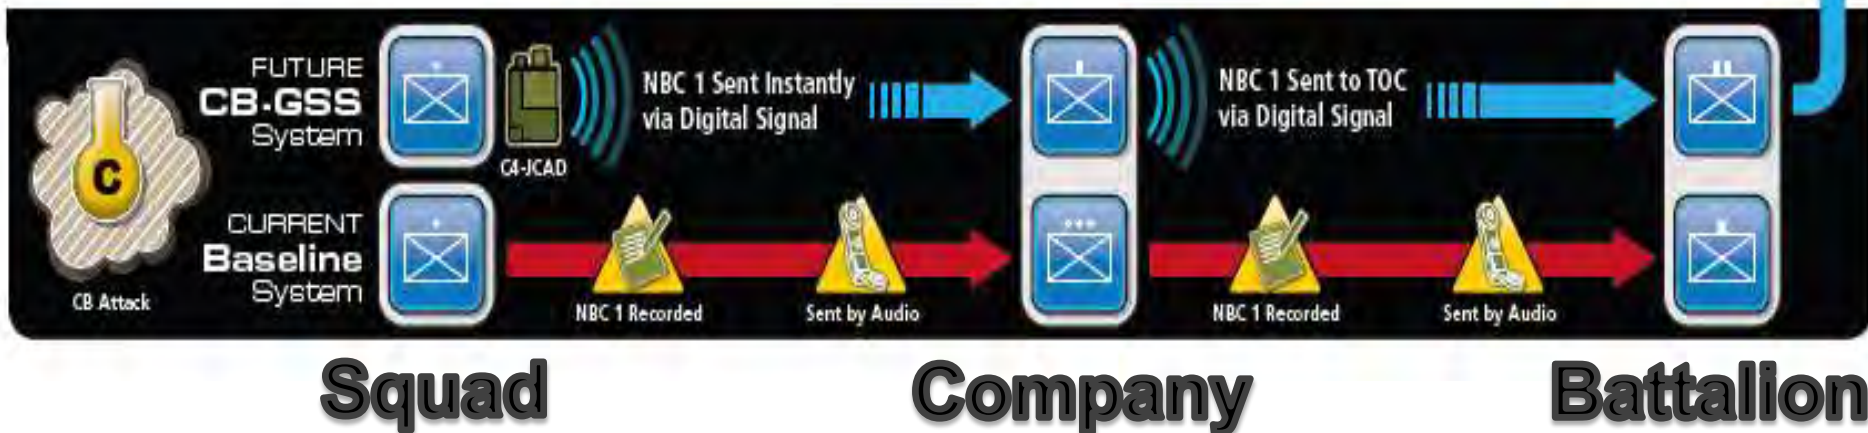 FUTURE
CB-GSS
System
C4-JCAD
NBC 1 Sent Instantly
via Digital Signal
NBC 1 Sent to TOC
via Digital Signal
C
CB Attack
CURRENT
Baseline
System
NBC 1 Recorded
Sent by Audio
NBC 1 Recorded
Sent by Audio
Squad
Company
Battalion